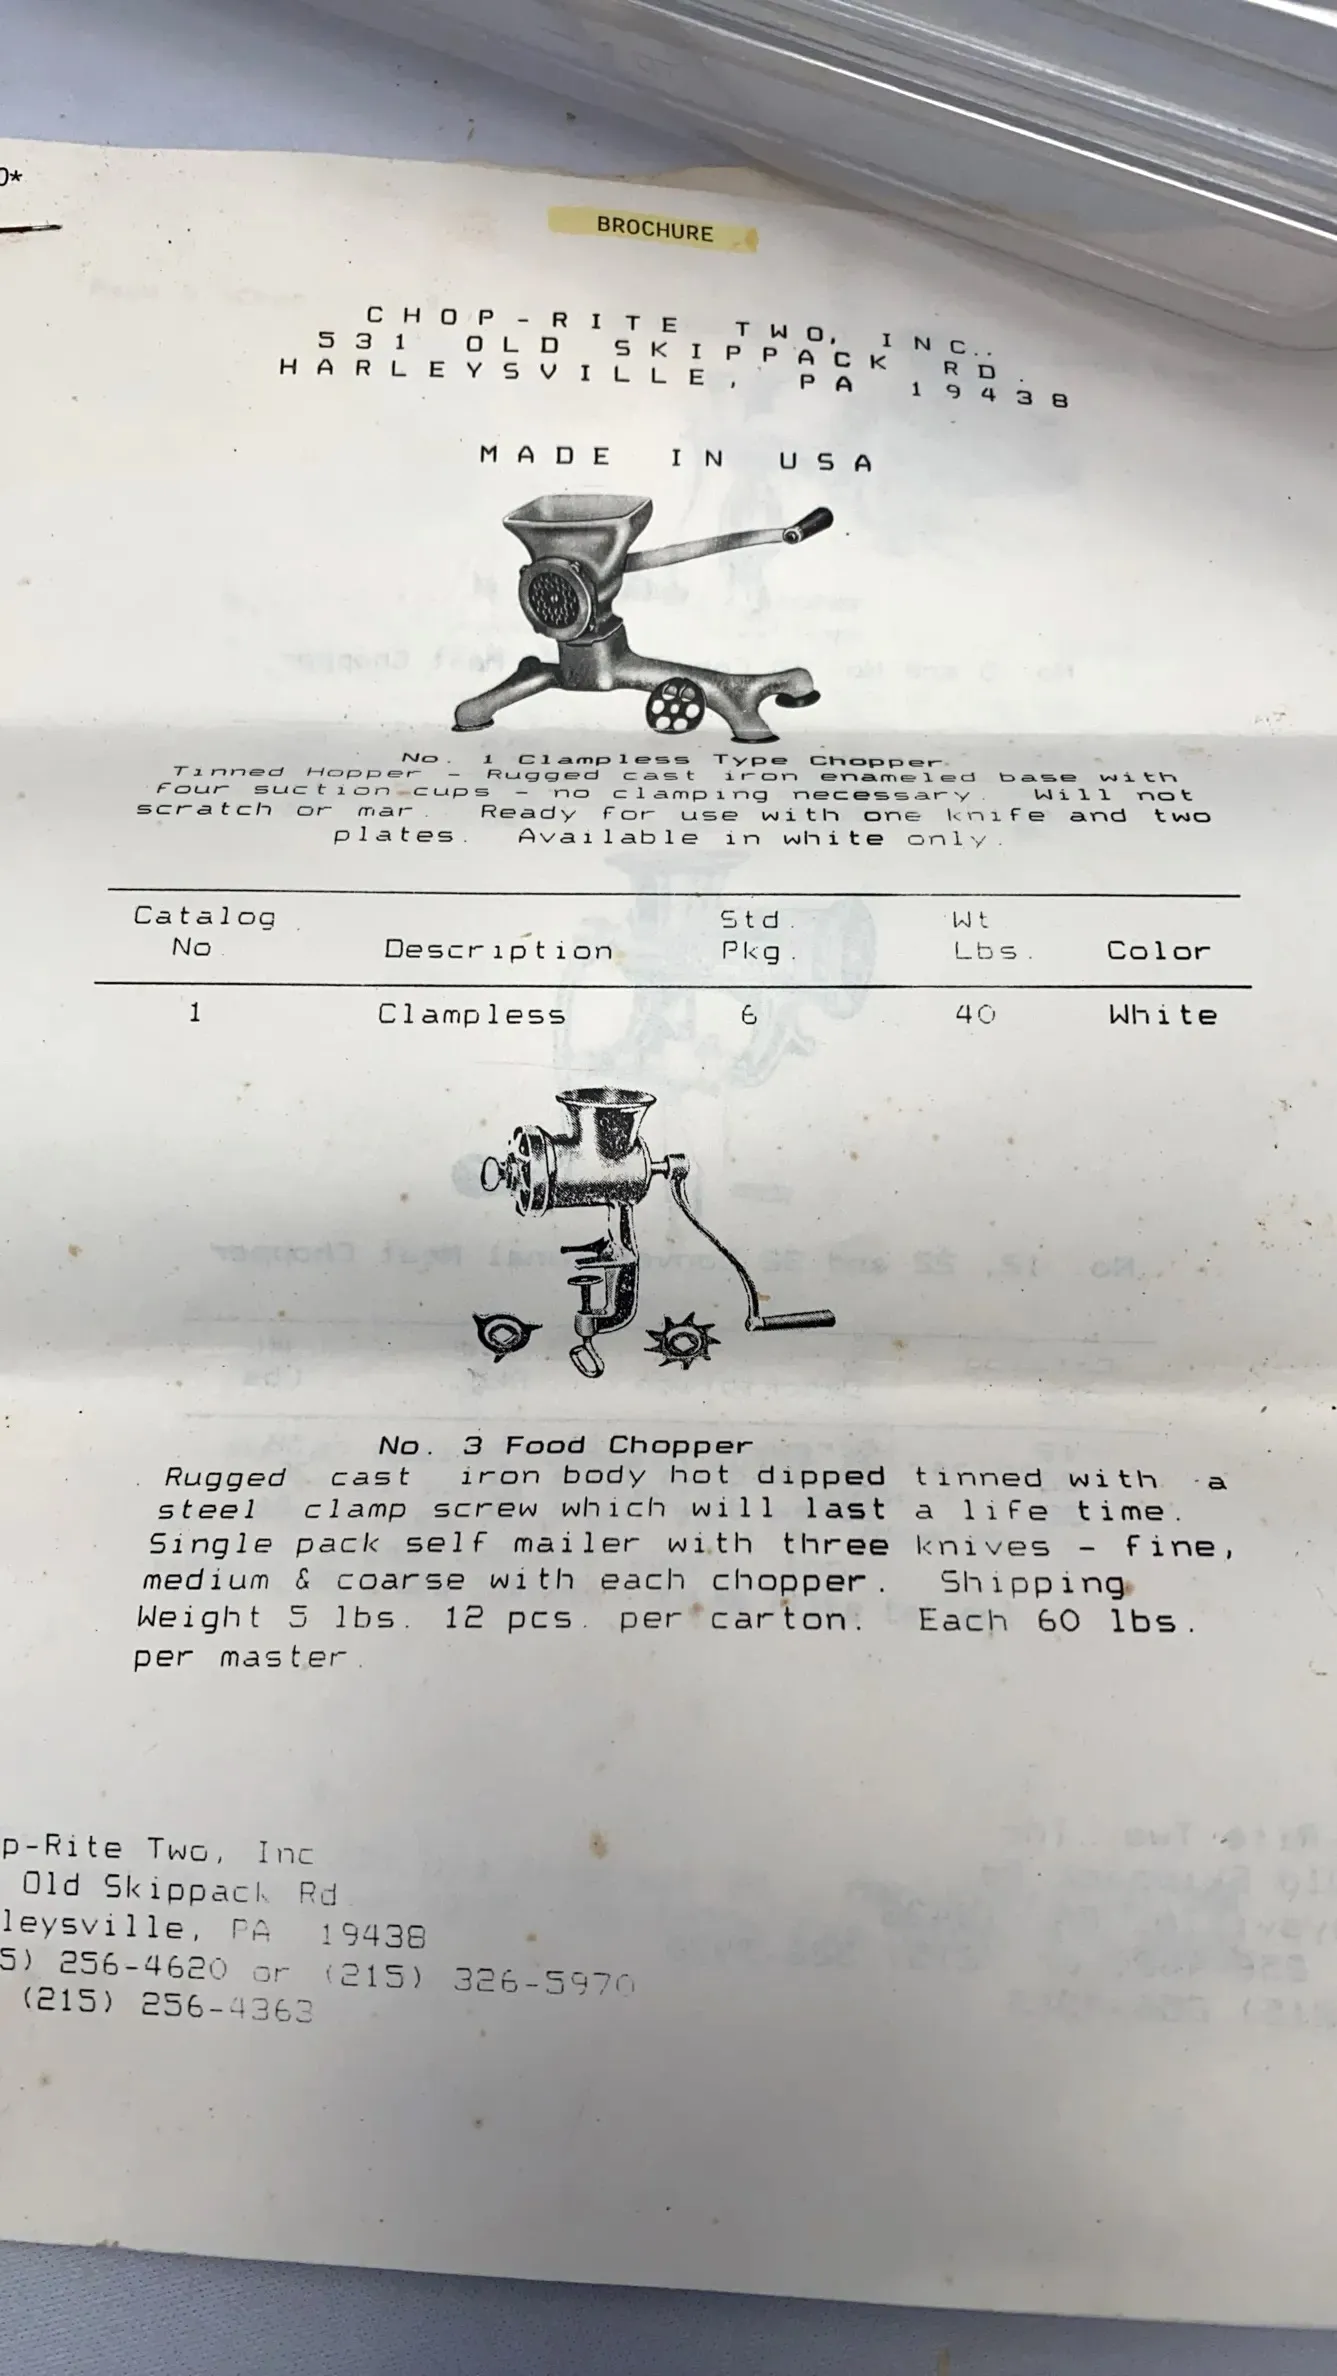 0*
BROCHURE
CHOP-RITE TWO, INC..
531 OLD SKIPPACK RD.
HARLEYSVILLE, PA 19438
MADE IN USA
No. 1 Clampless Type Chopper.
Tinned Hopper - Rugged cast iron enameled base with
four suction cups - no clamping necessary. Will not
scratch or mar. Ready for use with one knife and two
plates. Available in white only.
Catalog Std. Wt
No. Description Pkg. Lbs. Color
1 Clampless 6 40 White
No. 3 Food Chopper
Rugged cast iron body hot dipped tinned with a
steel clamp screw which will last a life time.
Single pack self mailer with three knives - fine,
medium & coarse with each chopper. Shipping
Weight 5 lbs. 12 pcs. per carton. Each 60 lbs.
per master.
p-Rite Two, Inc
Old Skippack Rd
leysville, PA 19438
5) 256-4620 or (215) 326-5970
(215) 256-4363